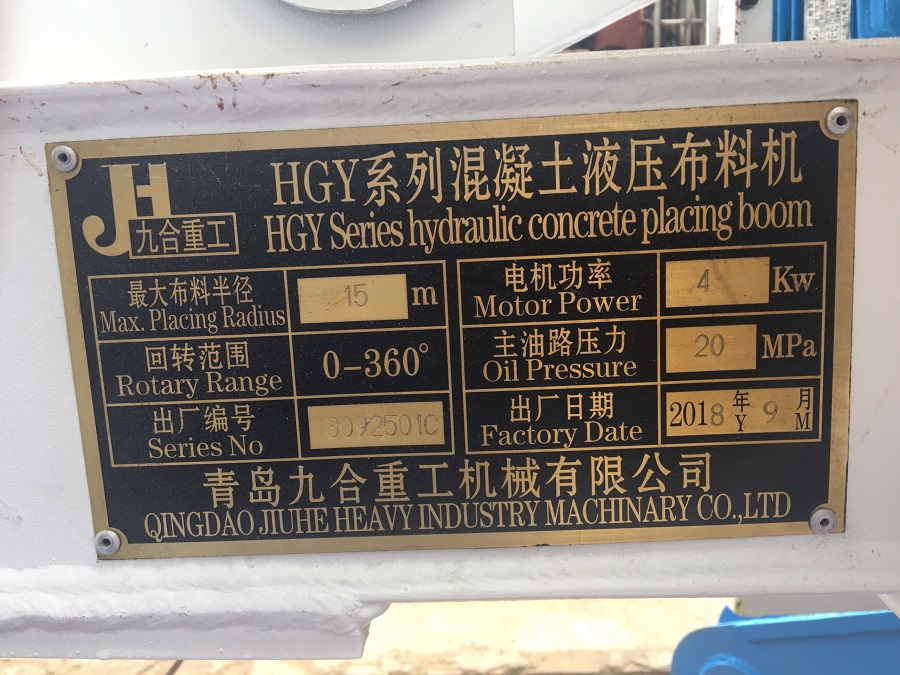 JH
九合重工
HGY系列混凝土液压布料机
HGY Series hydraulic concrete placing boom
最大布料半径
Max. Placing Radius
15 m
回转范围
Rotary Range
0-360°
出厂编号
Series No
电机功率
Motor Power
4 Kw
主油路压力
Oil Pressure
20 MPa
出厂日期
Factory Date
2018 年 9 月
Y M
青岛九合重工机械有限公司
QINGDAO JIUHE HEAVY INDUSTRY MACHINARY CO.,LTD